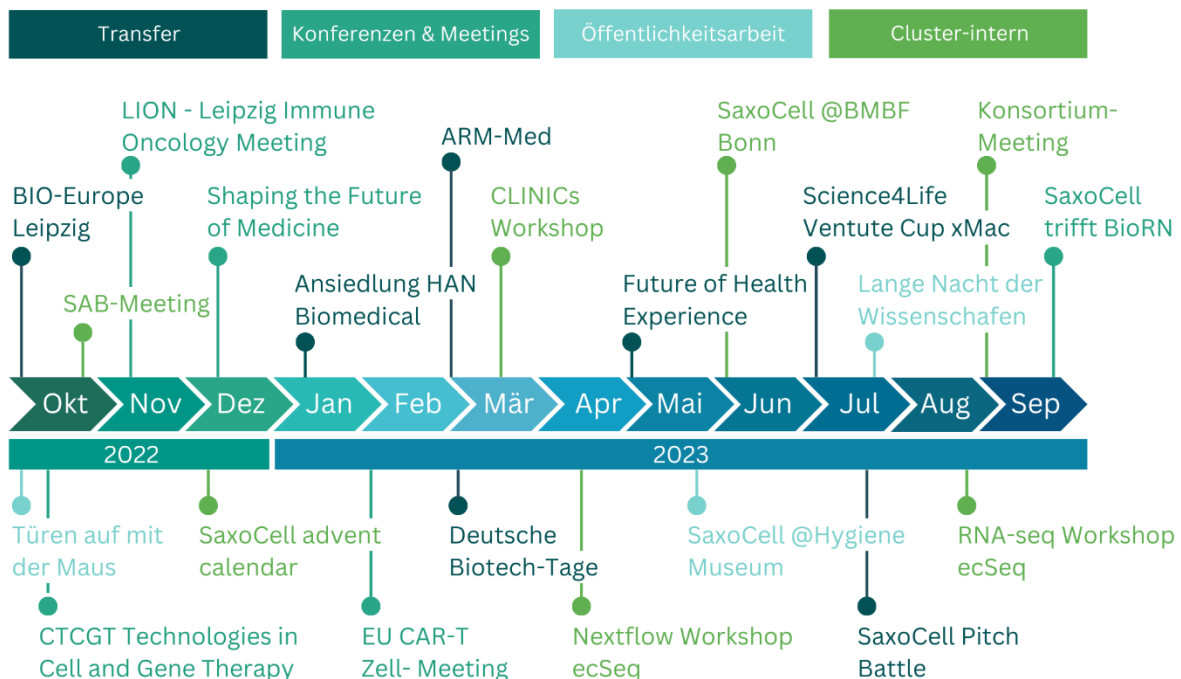 Transfer
Konferenzen & Meetings
Öffentlichkeitsarbeit
Cluster-intern
LION - Leipzig Immune
Oncology Meeting
SaxoCell @BMBF
Bonn
Konsortium-
Meeting
ARM-Med
BIO-Europe
Leipzig
Shaping the Future
of Medicine
CLINICs
Workshop
Science4Life
Ventute Cup xMac
SaxoCell
trifft BioRN
SAB-Meeting
Ansiedlung HAN
Biomedical
Future of Health
Experience
Lange Nacht der
Wissenschafen
Okt
Nov
Dez
Jan
Feb
Mär
Apr
Mai
Jun
Jul
Aug
Sep
2022
2023
Türen auf mit
der Maus
SaxoCell advent
calendar
Deutsche
Biotech-Tage
SaxoCell @Hygiene
Museum
RNA-seq Workshop
ecSeq
CTCGT Technologies in
Cell and Gene Therapy
EU CAR-T
Zell- Meeting
Nextflow Workshop
ecSeq
SaxoCell Pitch
Battle